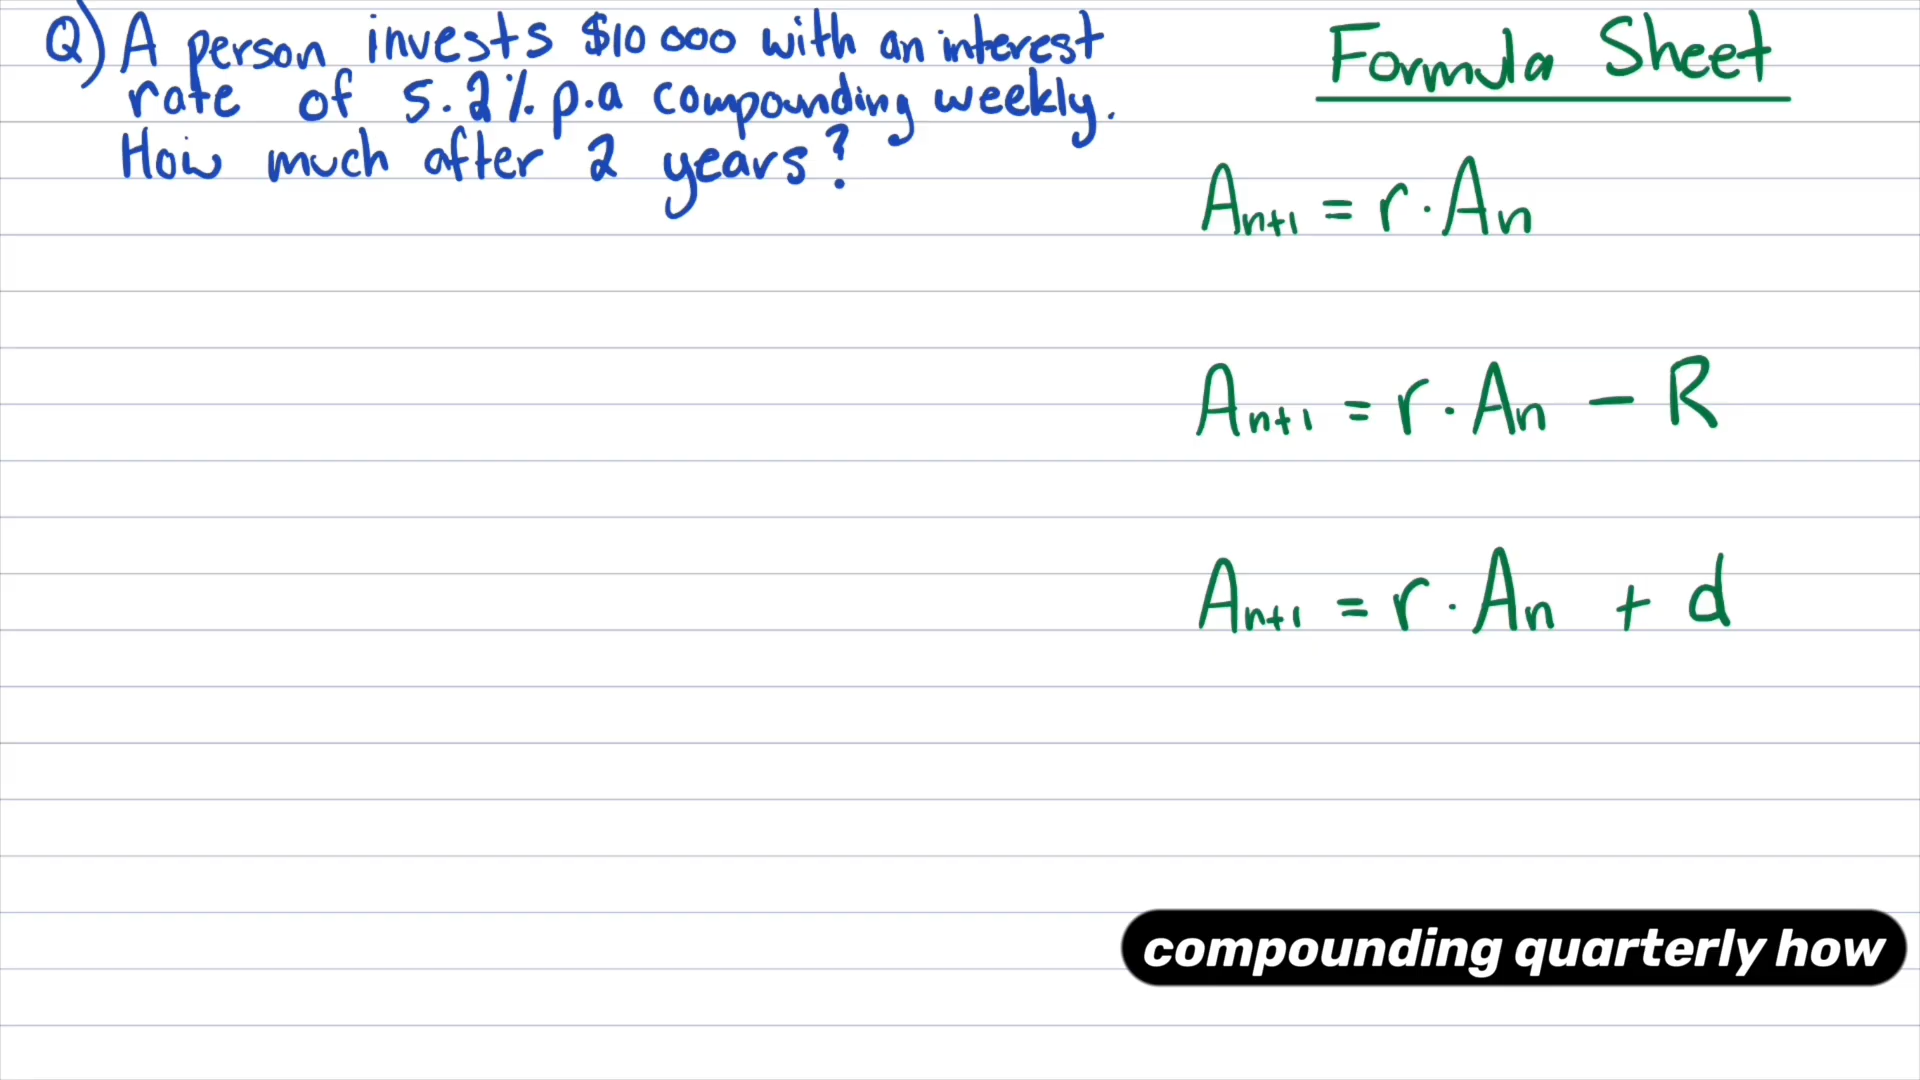 Q) A person invests $10 000 with an interest
rate of 5.2% p.a compounding weekly.
How much after 2 years?
Formula Sheet
Aₙ₊₁ = r · Aₙ
Aₙ₊₁ = r · Aₙ − R
Aₙ₊₁ = r · Aₙ + d
compounding quarterly how